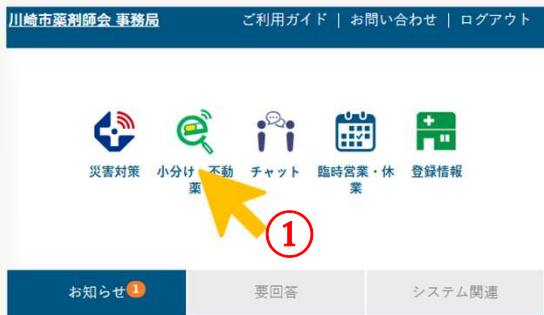 川崎市薬剤師会 事務局
ご利用ガイド | お問い合わせ | ログアウト
災害対策
小分け・不動
薬
チャット
臨時営業・休
業
登録情報
①
お知らせ 1
要回答
システム関連